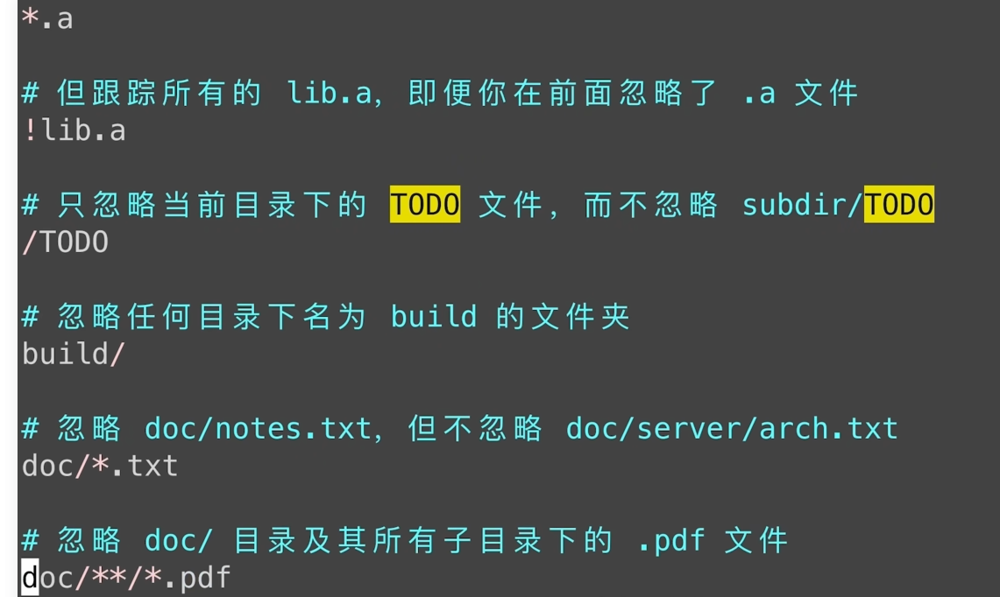 *.a
# 但跟踪所有的 lib.a，即便你在前面忽略了 .a 文件
!lib.a
# 只忽略当前目录下的 TODO 文件，而不忽略 subdir/TODO
/TODO
# 忽略任何目录下名为 build 的文件夹
build/
# 忽略 doc/notes.txt，但不忽略 doc/server/arch.txt
doc/*.txt
# 忽略 doc/ 目录及其所有子目录下的 .pdf 文件
doc/**/*.pdf